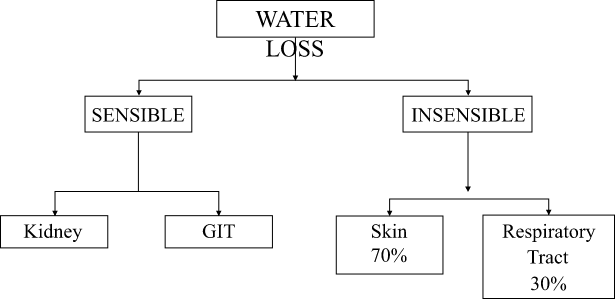 WATER
LOSS
SENSIBLE
INSENSIBLE
Kidney
GIT
Skin
70%
Respiratory
Tract
30%